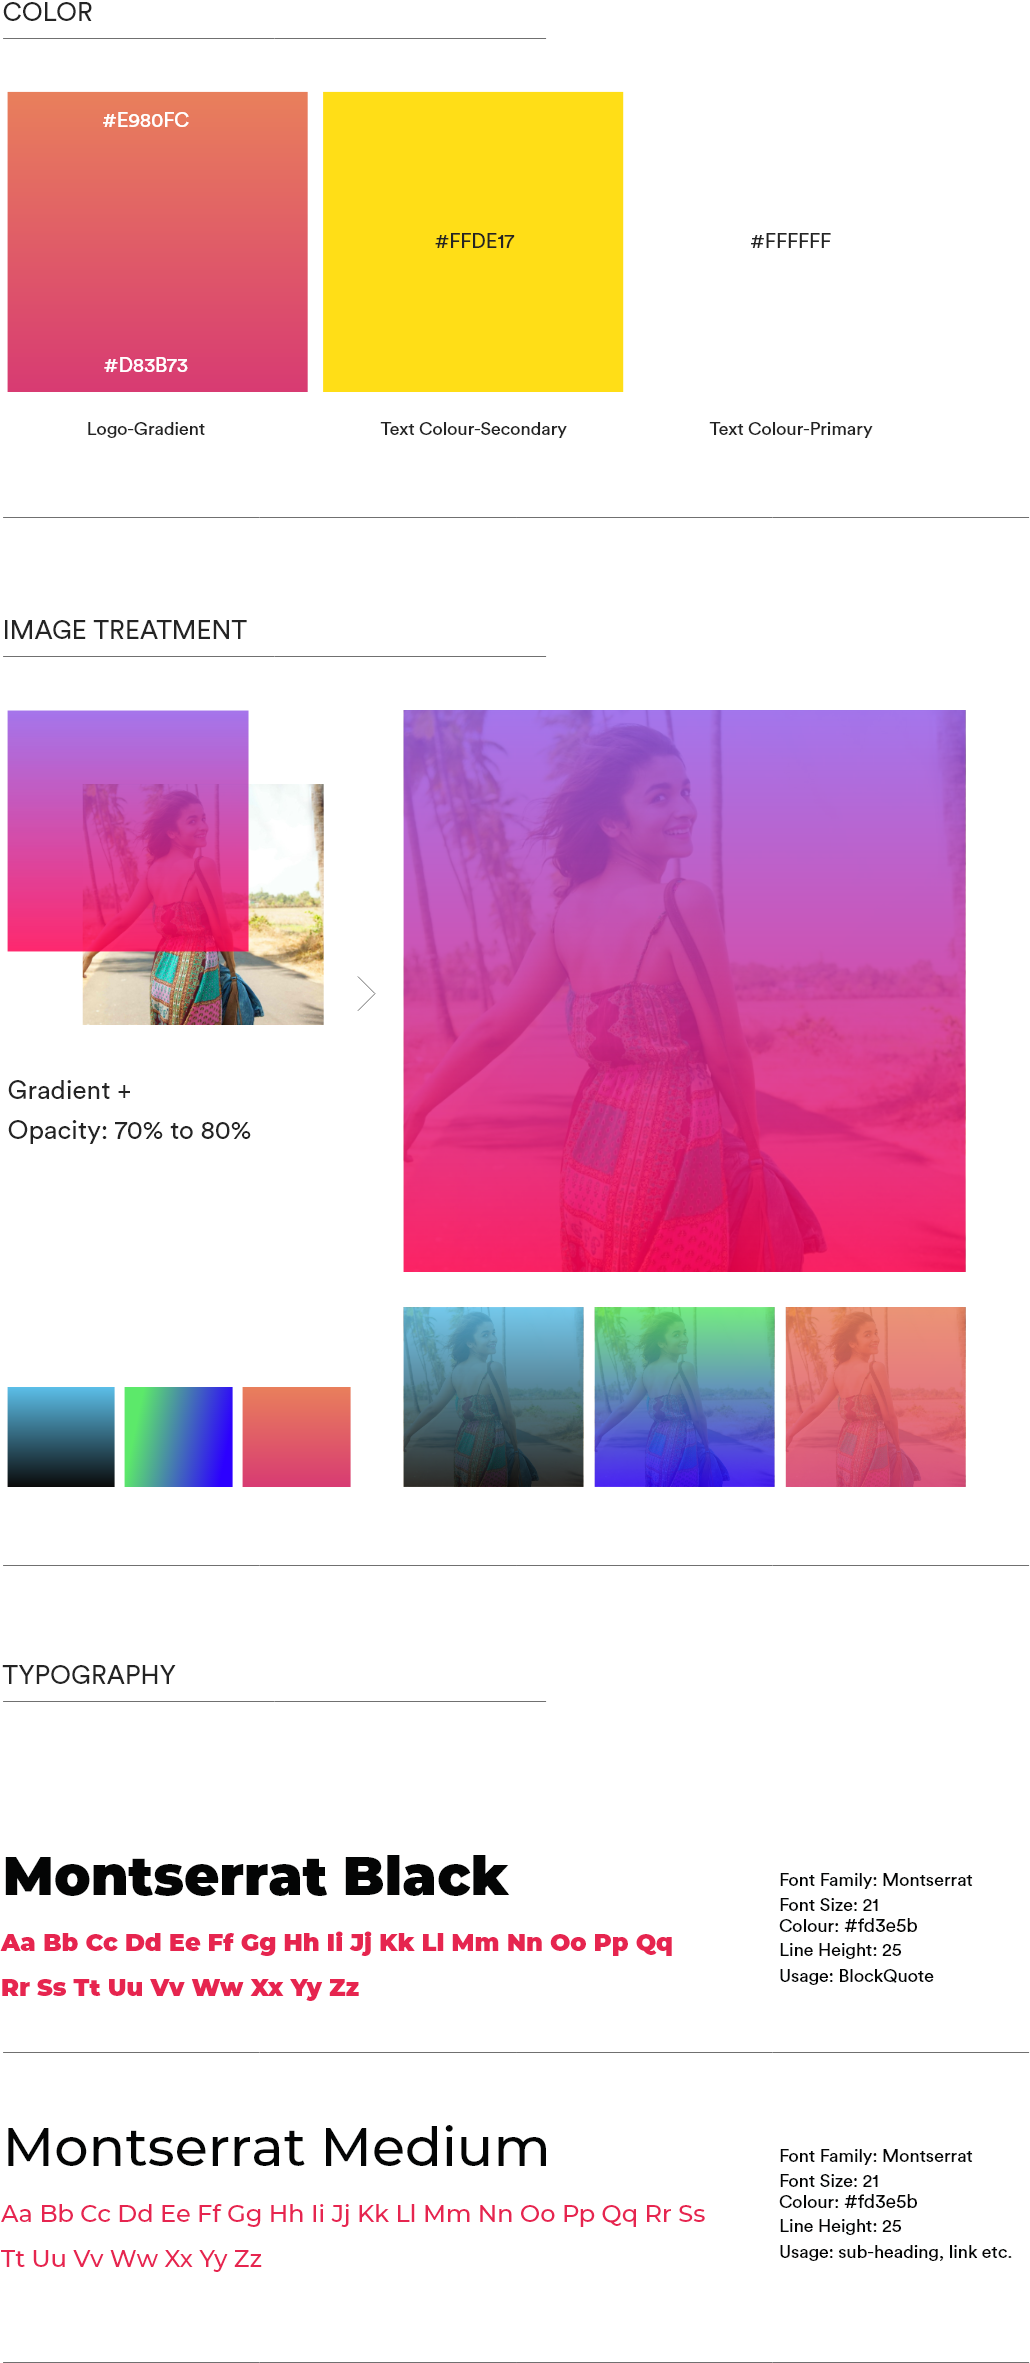 COLOR
#E980FC
#FFDE17
#FFFFFF
#D83B73
Logo-Gradient
Text Colour-Secondary
Text Colour-Primary
IMAGE TREATMENT
Gradient +
Opacity: 70% to 80%
TYPOGRAPHY
Montserrat Black
Aa Bb Cc Dd Ee Ff Gg Hh Ii Jj Kk Ll Mm Nn Oo Pp Qq
Rr Ss Tt Uu Vv Ww Xx Yy Zz
Font Family: Montserrat
Font Size: 21
Colour: #fd3e5b
Line Height: 25
Usage: BlockQuote
Montserrat Medium
Aa Bb Cc Dd Ee Ff Gg Hh Ii Jj Kk Ll Mm Nn Oo Pp Qq Rr Ss
Tt Uu Vv Ww Xx Yy Zz
Font Family: Montserrat
Font Size: 21
Colour: #fd3e5b
Line Height: 25
Usage: sub-heading, link etc.